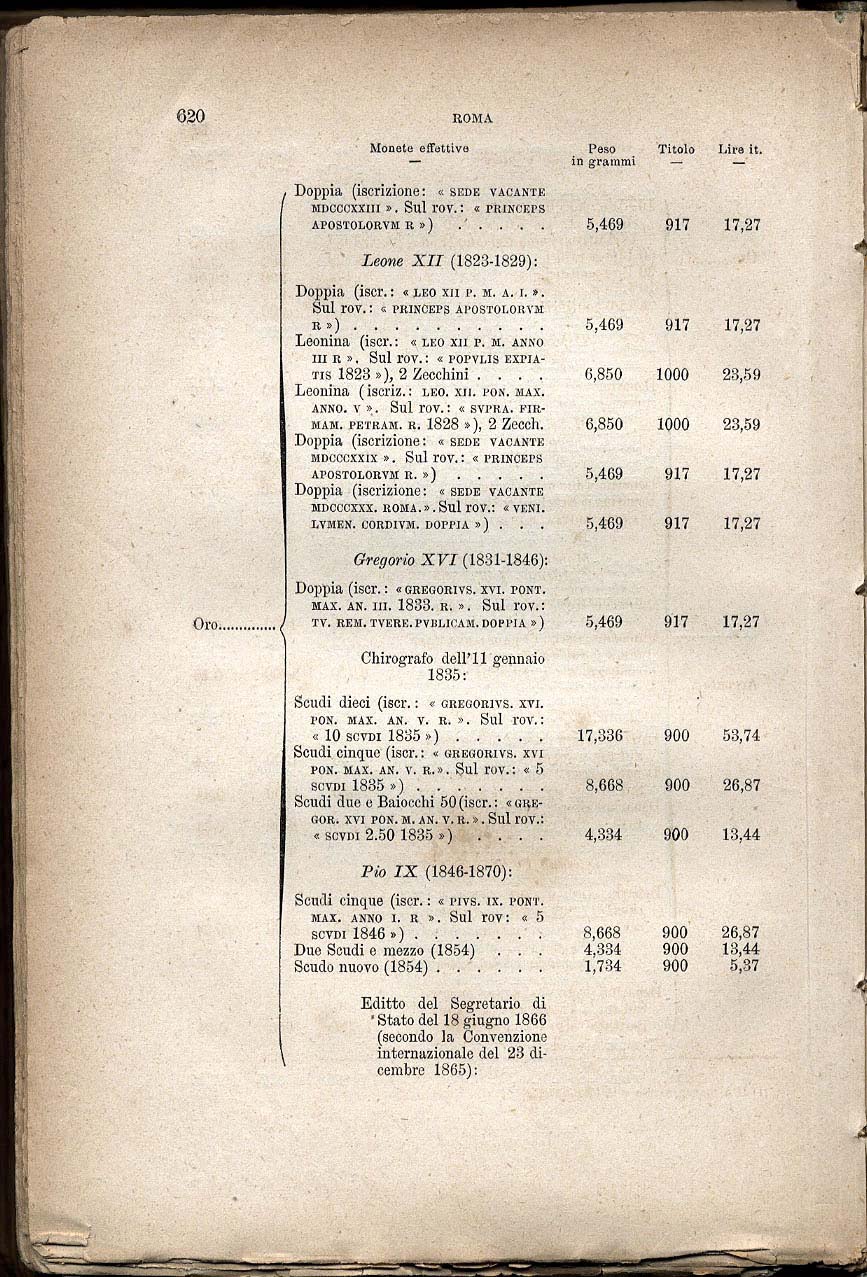 620
ROMA
Monete effettive Peso in grammi Titolo Lire it.
Doppia (iscrizione: « SEDE VACANTE
MDCCCXXIII ». Sul rov.: « PRINCEPS
APOSTOLORVM R ») . . . . . 5,469 917 17,27
Leone XII (1823-1829):
Doppia (iscr.: « LEO XII P. M. A. I. ».
Sul rov.: « PRINCEPS APOSTOLORVM
R ») . . . . . . . . . . 5,469 917 17,27
Leonina (iscr.: « LEO XII P. M. ANNO
III R ». Sul rov.: « POPVLIS EXPIA-
TIS 1823 »), 2 Zecchini . . . . 6,850 1000 23,59
Leonina (iscriz.: LEO. XII. PON. MAX.
ANNO. V ». Sul rov.: « SVPRA. FIR-
MAM. PETRAM. R. 1828 »), 2 Zecch. 6,850 1000 23,59
Doppia (iscrizione: « SEDE VACANTE
MDCCCXXIX ». Sul rov.: « PRINCEPS
APOSTOLORVM R. ») . . . . . 5,469 917 17,27
Doppia (iscrizione: « SEDE VACANTE
MDCCCXXX. ROMA. ». Sul rov.: « VENI.
LVMEN. CORDIVM. DOPPIA ») . . . 5,469 917 17,27
Gregorio XVI (1831-1846):
Doppia (iscr.: « GREGORIVS. XVI. PONT.
MAX. AN. III. 1833. R. ». Sul rov.:
Oro.............. TV. REM. TVERE. PVBLICAM. DOPPIA ») 5,469 917 17,27
Chirografo dell'11 gennaio
1835:
Scudi dieci (iscr.: « GREGORIVS. XVI.
PON. MAX. AN. V. R. ». Sul rov.:
« 10 SCVDI 1835 ») . . . . . 17,336 900 53,74
Scudi cinque (iscr.: « GREGORIVS. XVI
PON. MAX. AN. V. R. ». Sul rov.: « 5
SCVDI 1835 ») . . . . . . . 8,668 900 26,87
Scudi due e Baiocchi 50 (iscr.: « GRE-
GOR. XVI PON. M. AN. V. R. ». Sul rov.:
« SCVDI 2.50 1835 ») . . . . 4,334 900 13,44
Pio IX (1846-1870):
Scudi cinque (iscr.: « PIVS. IX. PONT.
MAX. ANNO I. R ». Sul rov: « 5
SCVDI 1846 ») . . . . . . . 8,668 900 26,87
Due Scudi e mezzo (1854) . . . 4,334 900 13,44
Scudo nuovo (1854) . . . . . . 1,734 900 5,37
Editto del Segretario di
Stato del 18 giugno 1866
(secondo la Convenzione
internazionale del 23 di-
cembre 1865):